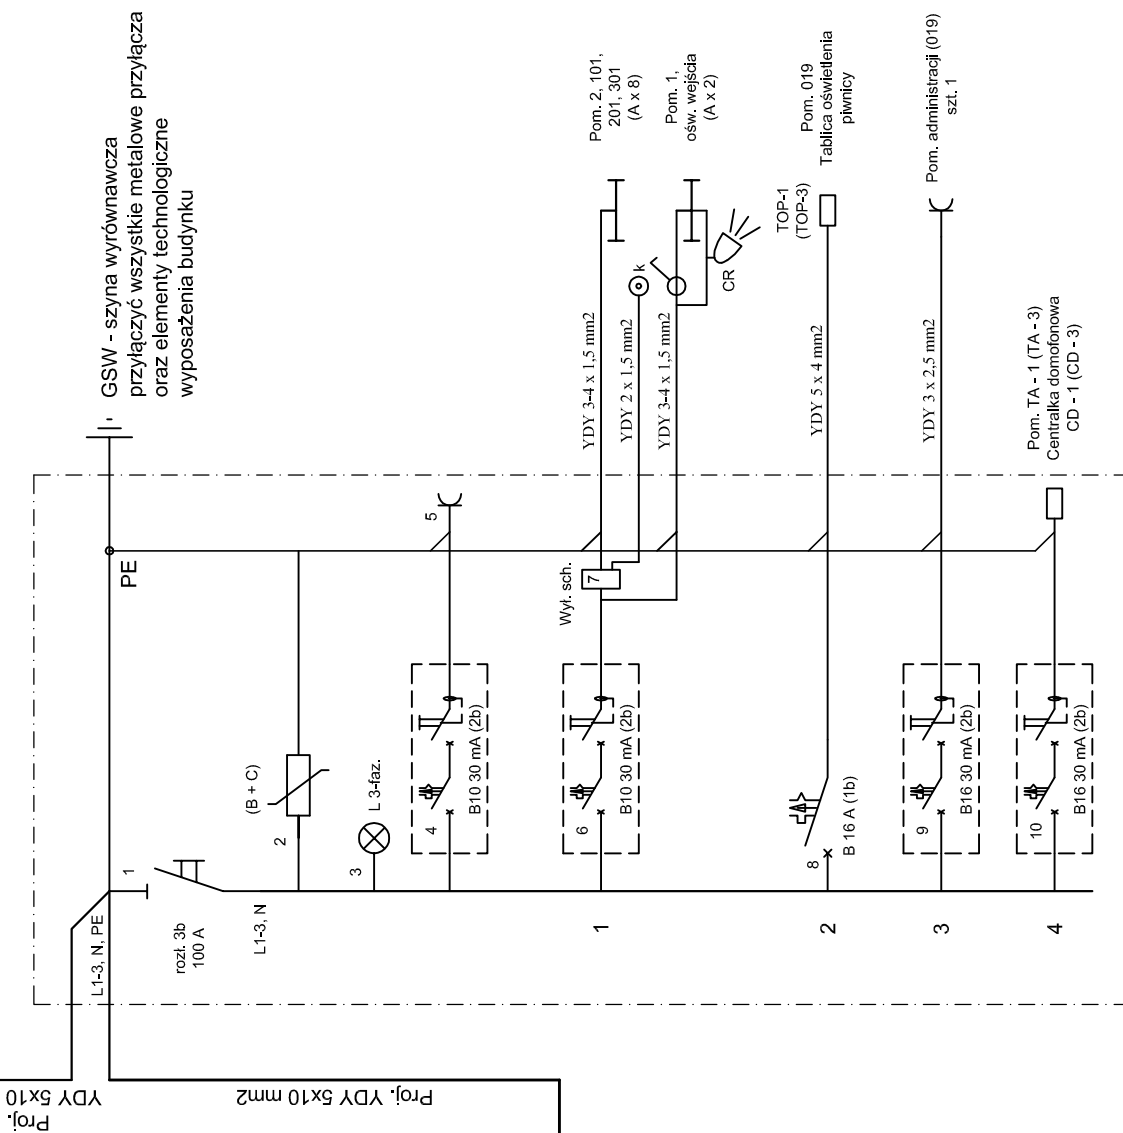 GSW - szyna wyrównawcza
przyłączyć wszystkie metalowe przyłącza
oraz elementy technologiczne
wyposażenia budynku
PE
L1-3, N, PE
1
rozł. 3b
100 A
L1-3, N
2
(B + C)
3
L 3-faz.
4
B10 30 mA (2b)
5
1
6
B10 30 mA (2b)
Wył. sch.
7
YDY 3-4 x 1,5 mm2
YDY 2 x 1,5 mm2
YDY 3-4 x 1,5 mm2
k
CR
Pom. 2, 101,
201, 301
(A x 8)
Pom. 1,
ośw. wejścia
(A x 2)
2
8
B 16 A (1b)
YDY 5 x 4 mm2
TOP-1
(TOP-3)
Pom. 019
Tablica oświetlenia
piwnicy
3
9
B16 30 mA (2b)
YDY 3 x 2,5 mm2
Pom. administracji (019)
szt. 1
4
10
B16 30 mA (2b)
Pom. TA - 1 (TA - 3)
Centralka domofonowa
CD - 1 (CD - 3)
Proj.
YDY 5x10
Proj. YDY 5x10 mm2